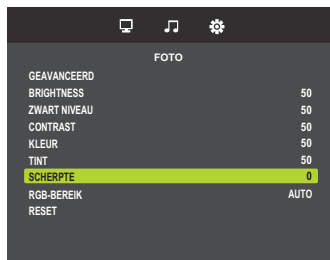 FOTO
GEAVANCEERD
BRIGHTNESS 50
ZWART NIVEAU 50
CONTRAST 50
KLEUR 50
TINT 50
SCHERPTE 0
RGB-BEREIK AUTO
RESET